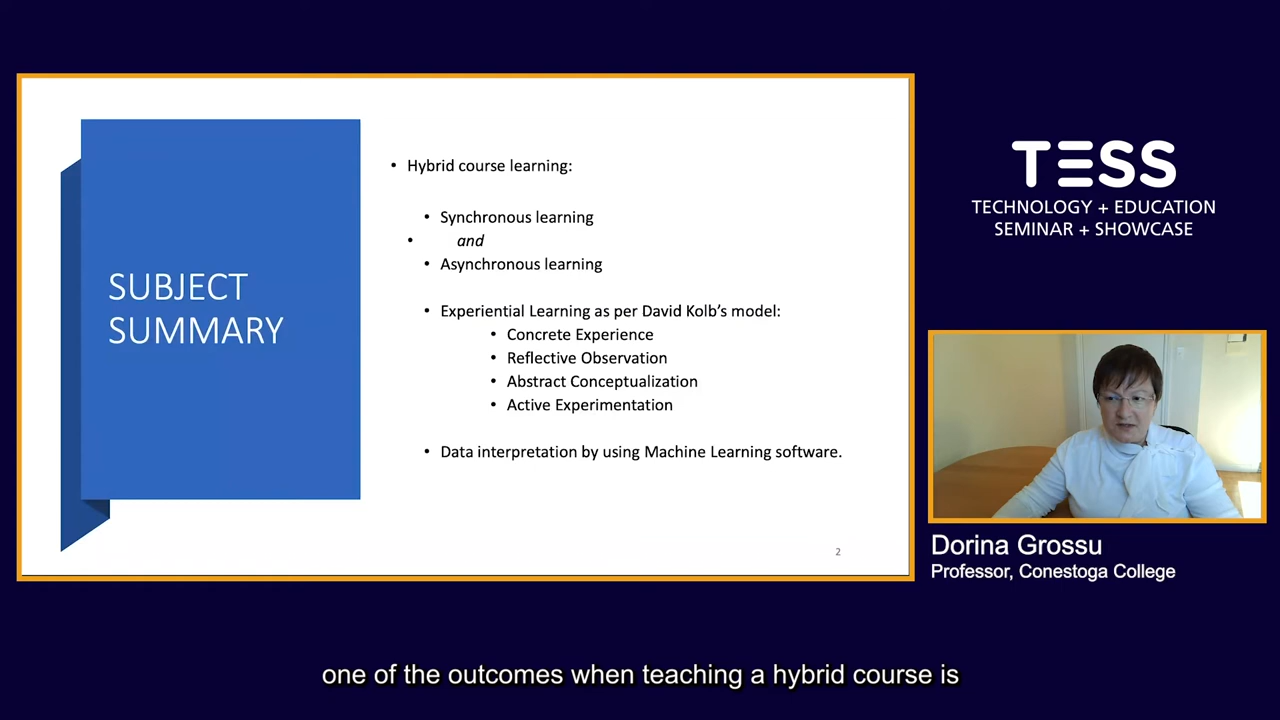 SUBJECT
SUMMARY
• Hybrid course learning:
• Synchronous learning
• and
• Asynchronous learning
• Experiential Learning as per David Kolb’s model:
• Concrete Experience
• Reflective Observation
• Abstract Conceptualization
• Active Experimentation
• Data interpretation by using Machine Learning software.
2
TESS
TECHNOLOGY + EDUCATION
SEMINAR + SHOWCASE
Dorina Grossu
Professor, Conestoga College
one of the outcomes when teaching a hybrid course is